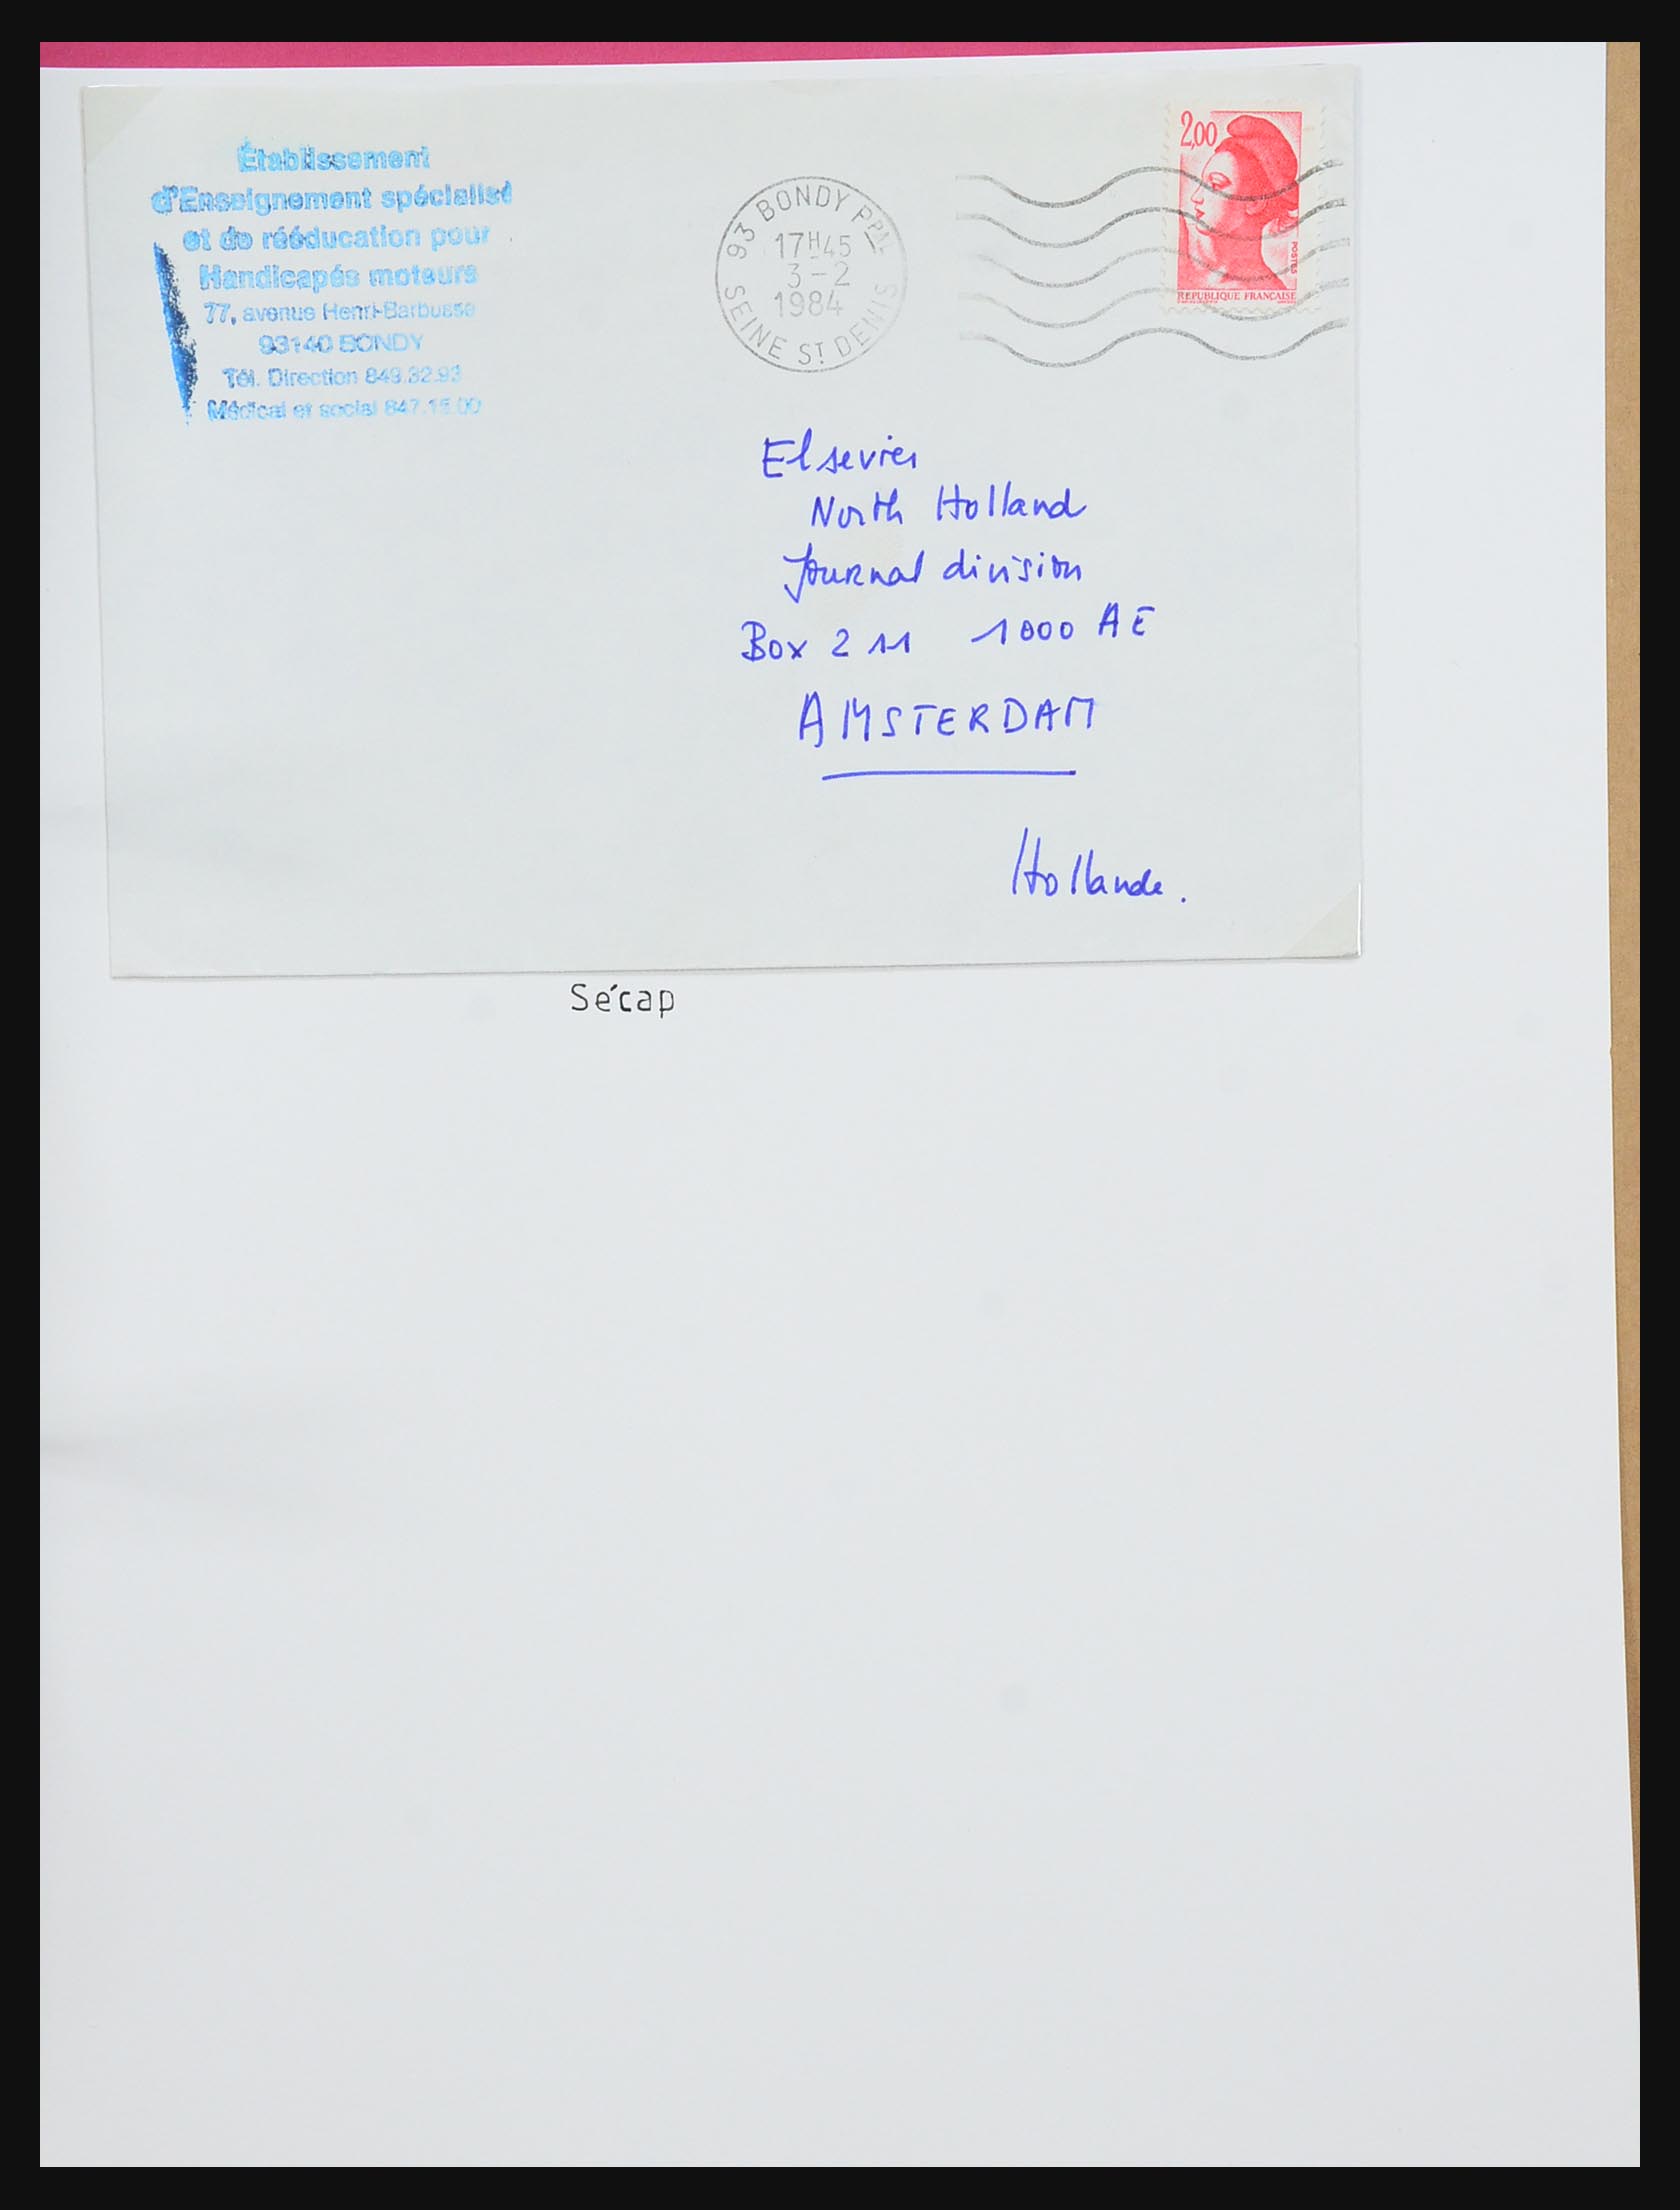 Établissement
d'Enseignement spécialisé
et de rééducation pour
Handicapés moteurs
77, avenue Henri-Barbusse
93140 BONDY
Tél. Direction 849.32.93
Médical et social 847.15.00
93 BONDY PPAL
17H45
3-2
1984
SEINE ST DENIS
2,00
POSTES
REPUBLIQUE FRANÇAISE
Elsevier
North Holland
Journal division
Box 211 1000 AE
AMSTERDAM
Hollande.
Sécap